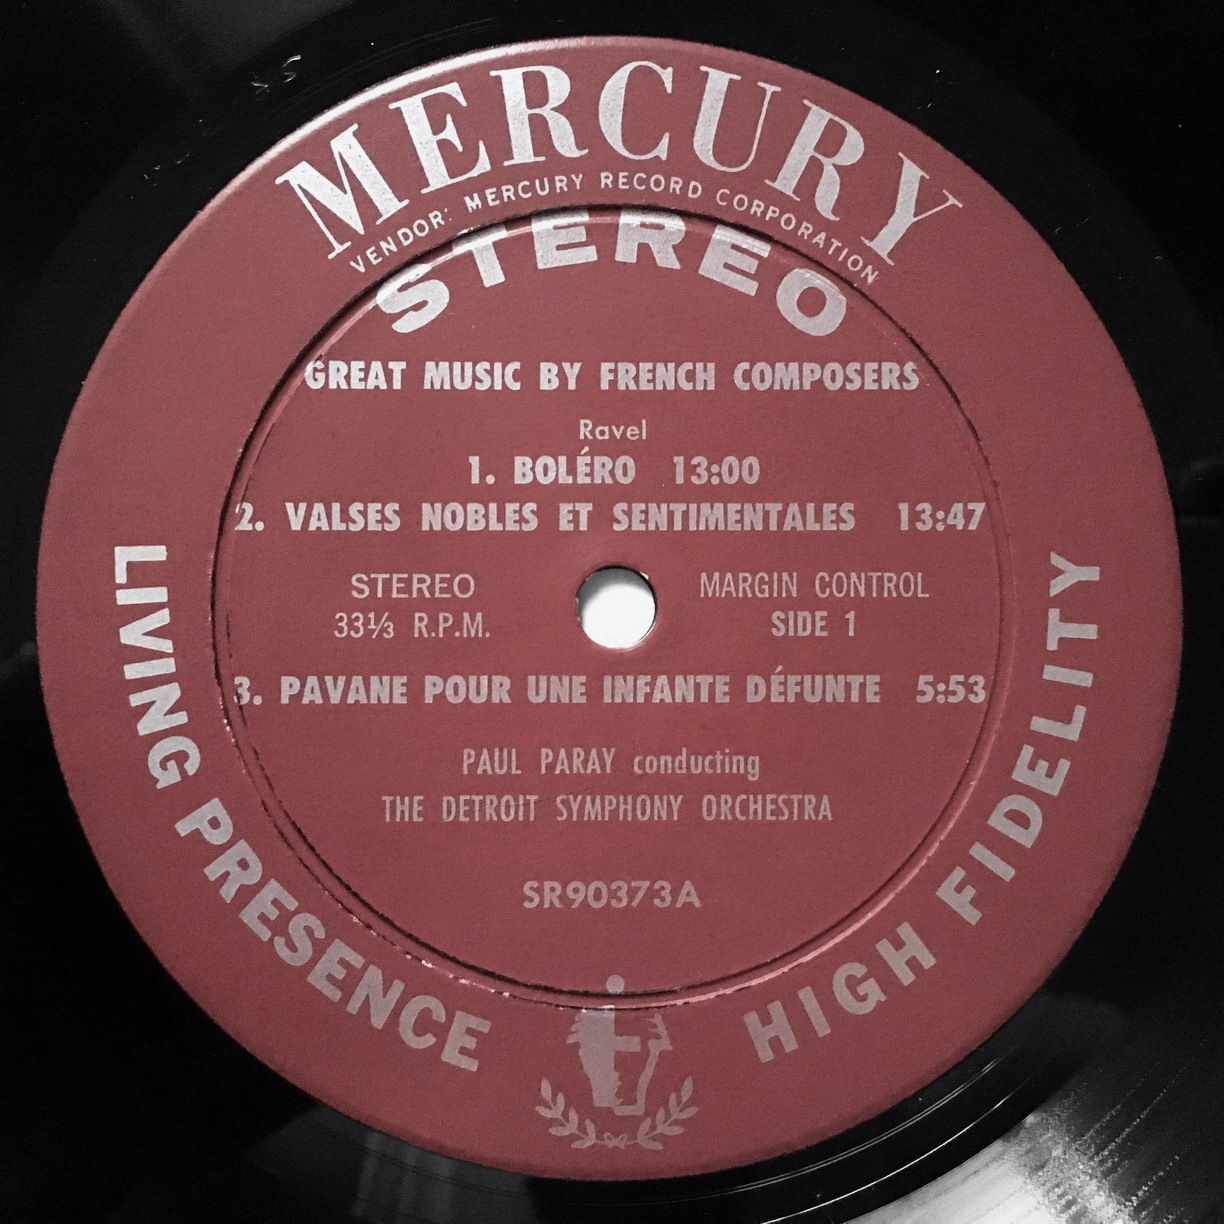 MERCURY
VENDOR: MERCURY RECORD CORPORATION
STEREO
GREAT MUSIC BY FRENCH COMPOSERS
Ravel
1. BOLÉRO 13:00
2. VALSES NOBLES ET SENTIMENTALES 13:47
STEREO
33⅓ R.P.M.
MARGIN CONTROL
SIDE 1
3. PAVANE POUR UNE INFANTE DÉFUNTE 5:53
PAUL PARAY conducting
THE DETROIT SYMPHONY ORCHESTRA
SR90373A
LIVING PRESENCE
HIGH FIDELITY